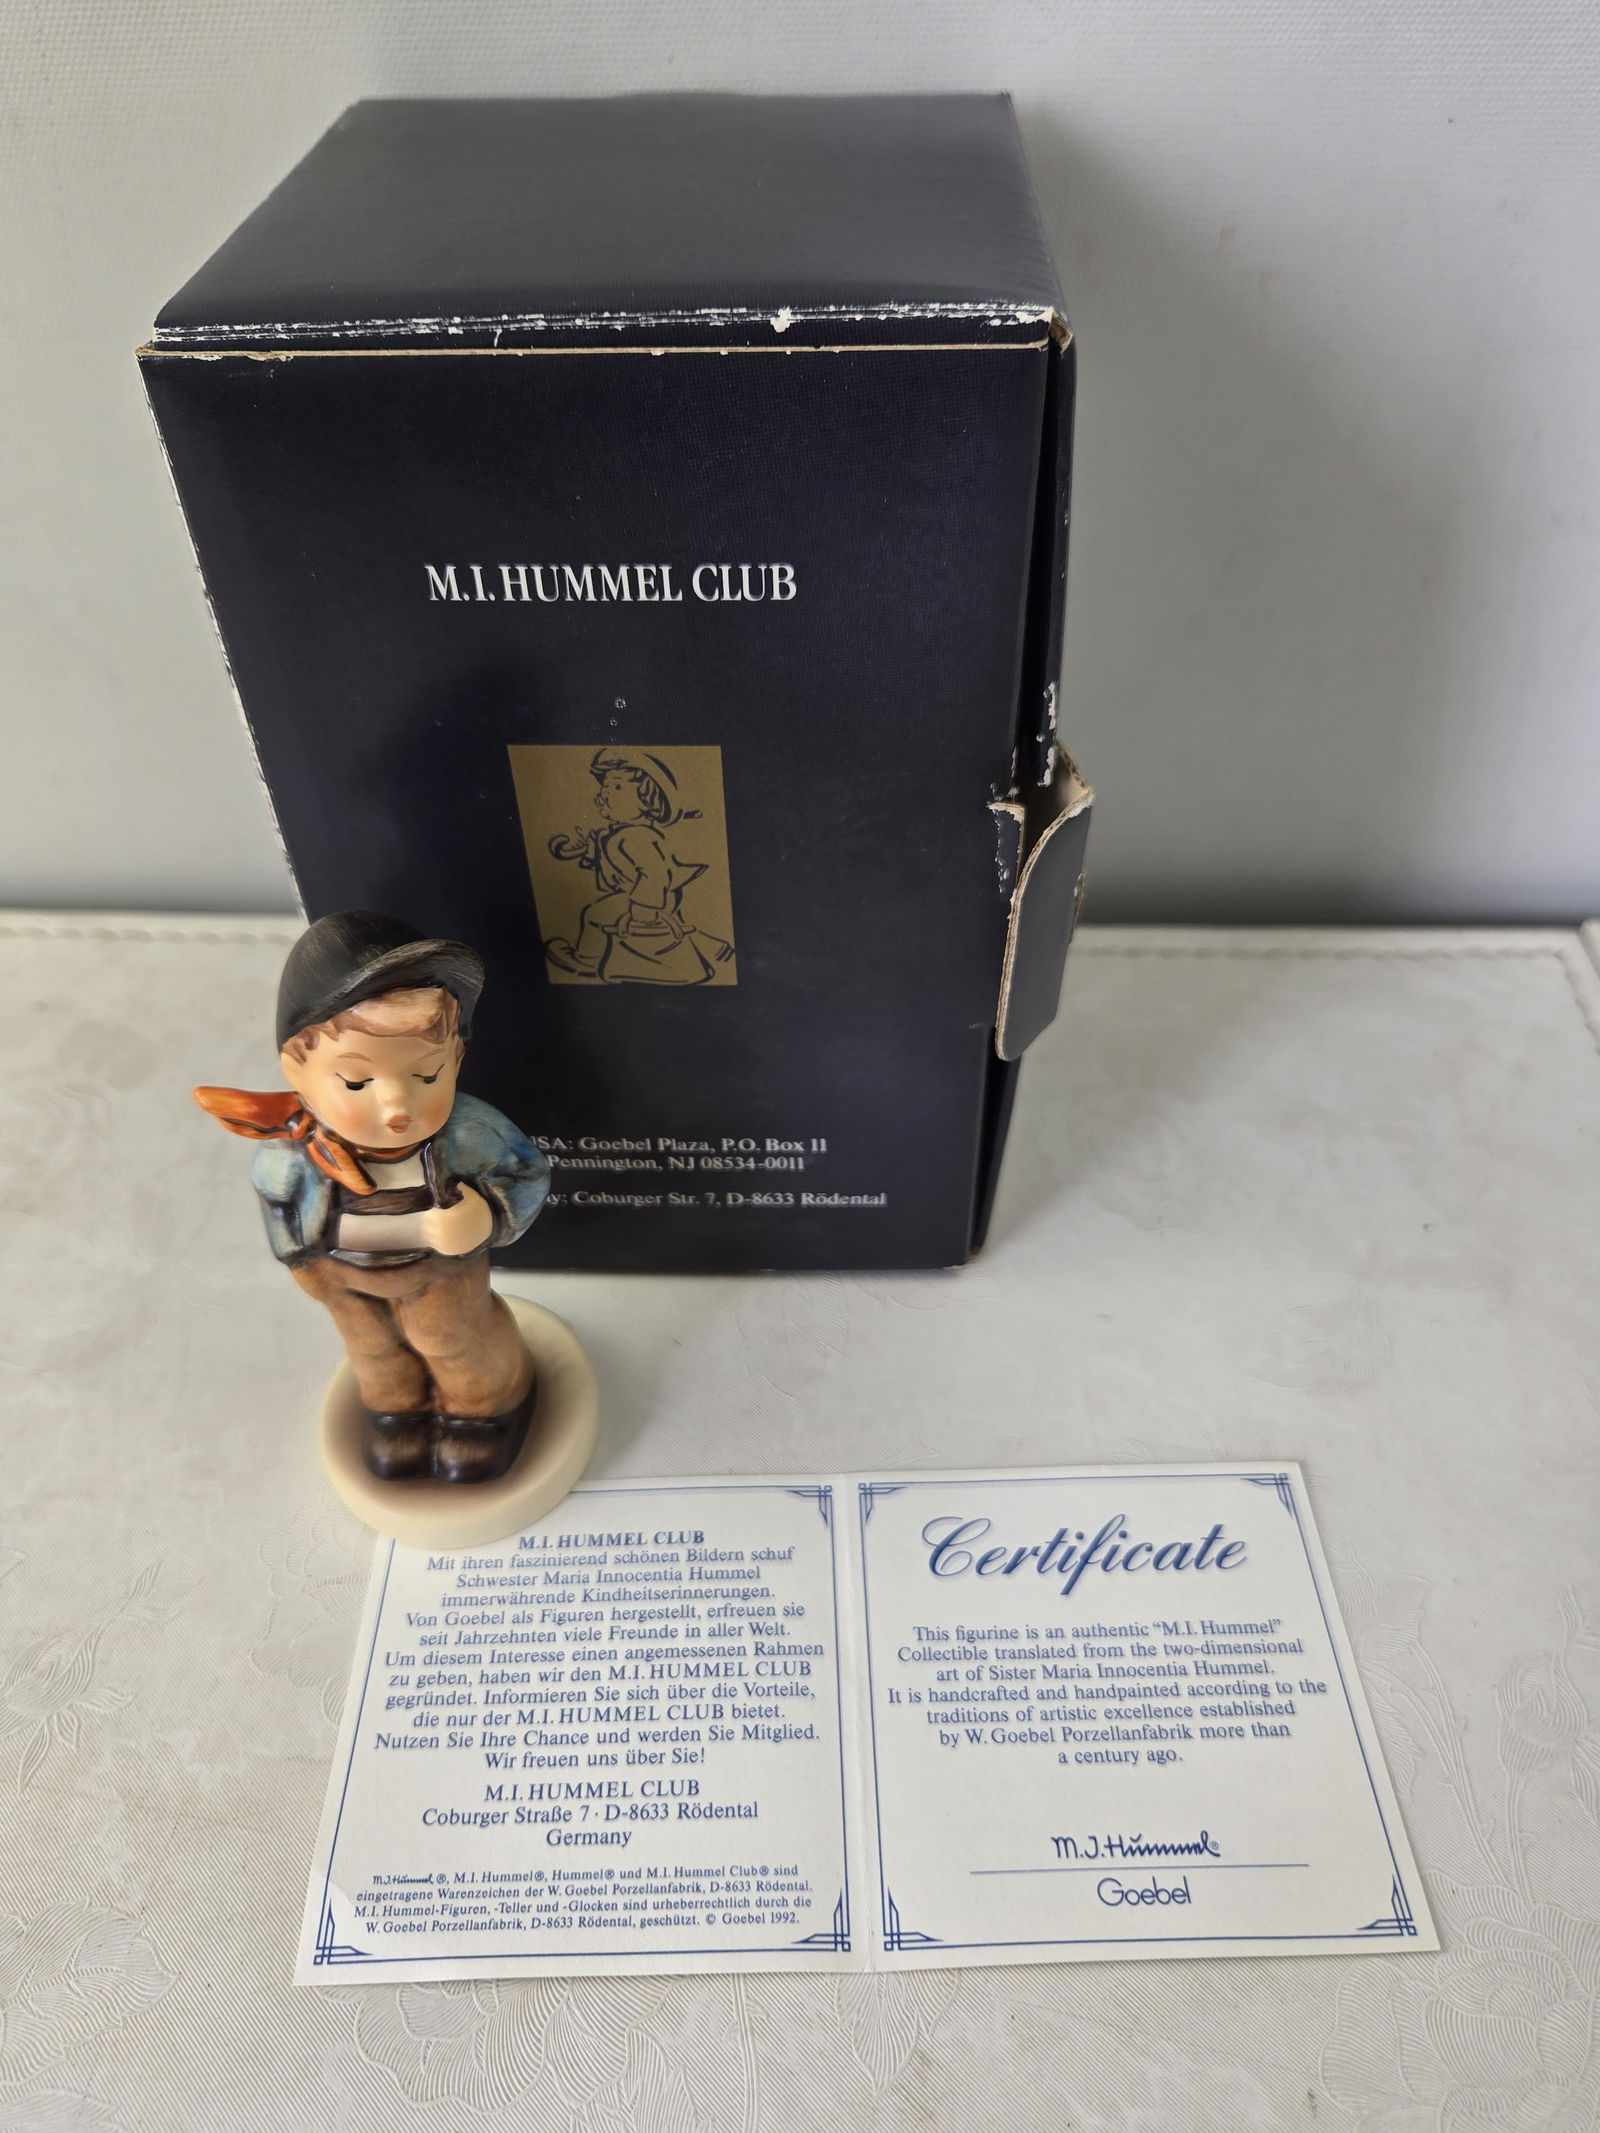 M.I. HUMMEL CLUB
USA: Goebel Plaza, P.O. Box 11
Pennington, NJ 08534-0011
Coburger Str. 7, D-8633 Rödental
M.I. HUMMEL CLUB
Mit ihren faszinierend schönen Bildern schuf
Schwester Maria Innocentia Hummel
immerwährende Kindheitserinnerungen.
Von Goebel als Figuren hergestellt, erfreuen sie
seit Jahrzehnten viele Freunde in aller Welt.
Um diesem Interesse einen angemessenen Rahmen
zu geben, haben wir den M.I. HUMMEL CLUB
gegründet. Informieren Sie sich über die Vorteile,
die nur der M.I. HUMMEL CLUB bietet.
Nutzen Sie Ihre Chance und werden Sie Mitglied.
Wir freuen uns über Sie!
M.I. HUMMEL CLUB
Coburger Straße 7 · D-8633 Rödental
Germany
M.J. Hummel ®, M.I. Hummel®, Hummel® und M.I. Hummel Club® sind
eingetragene Warenzeichen der W. Goebel Porzellanfabrik, D-8633 Rödental.
M.I. Hummel-Figuren, -Teller und -Glocken sind urheberrechtlich durch die
W. Goebel Porzellanfabrik, D-8633 Rödental, geschützt. © Goebel 1992.
Certificate
This figurine is an authentic “M.I. Hummel”
Collectible translated from the two-dimensional
art of Sister Maria Innocentia Hummel.
It is handcrafted and handpainted according to the
traditions of artistic excellence established
by W. Goebel Porzellanfabrik more than
a century ago.
M.J. Hummel®
Goebel